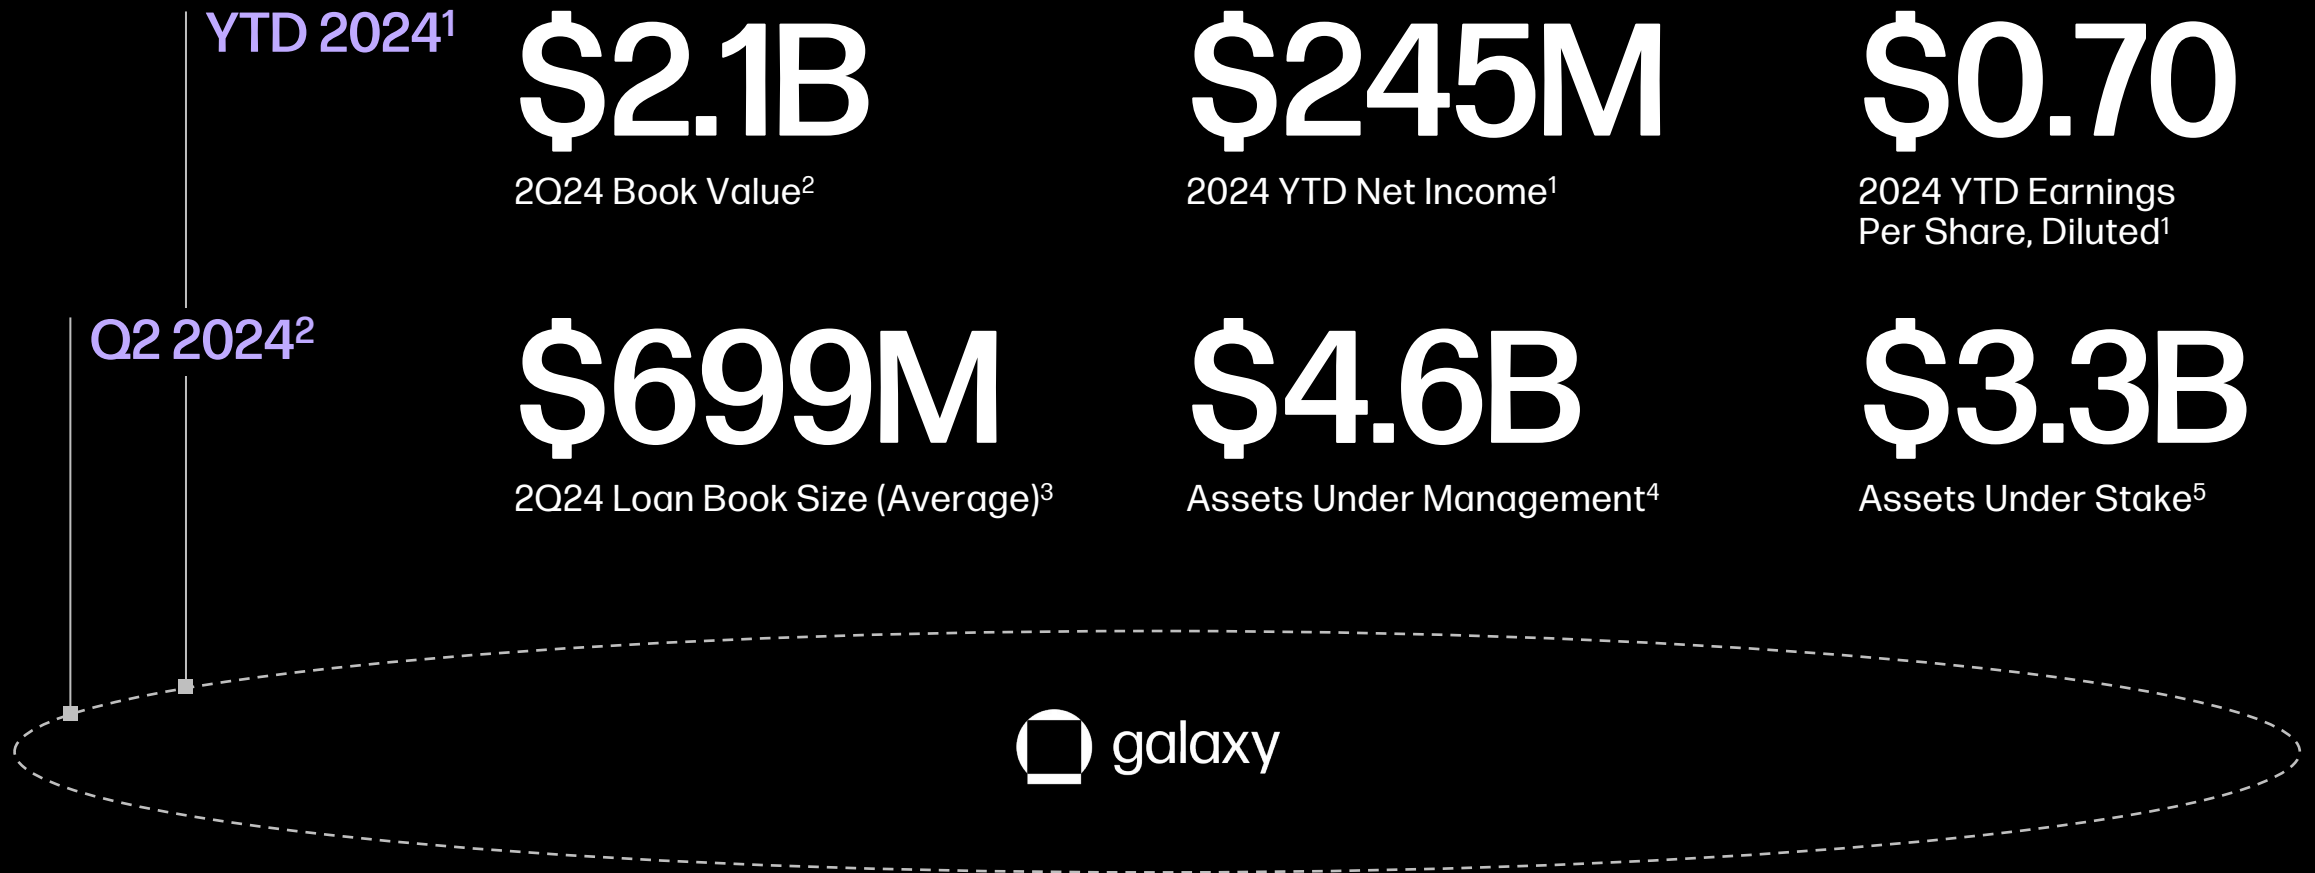 YTD 2024¹
$2.1B
2Q24 Book Value²
$245M
2024 YTD Net Income¹
$0.70
2024 YTD Earnings
Per Share, Diluted¹
Q2 2024²
$699M
2Q24 Loan Book Size (Average)³
$4.6B
Assets Under Management⁴
$3.3B
Assets Under Stake⁵
galaxy